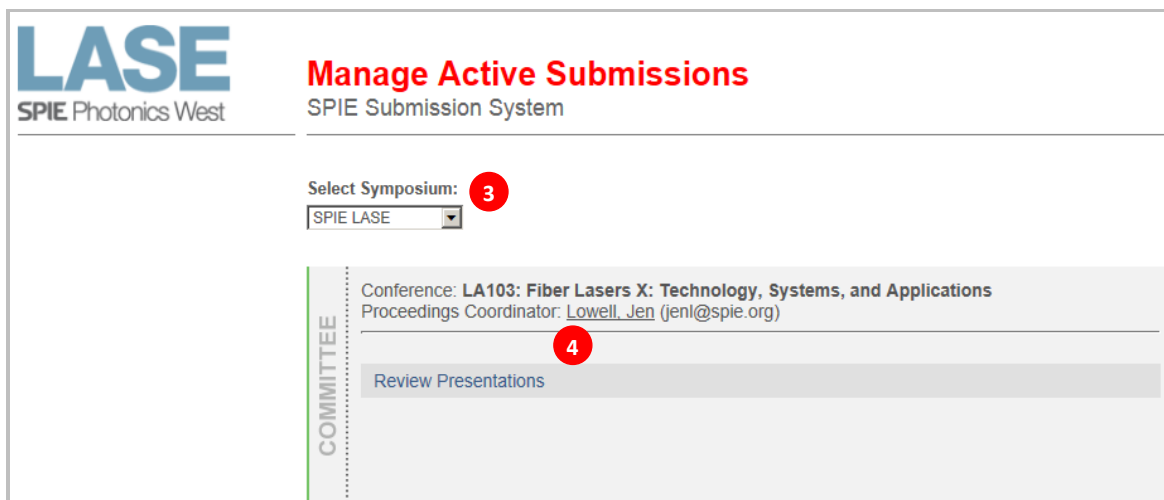 LASE
SPIE Photonics West
Manage Active Submissions
SPIE Submission System
Select Symposium:
3
SPIE LASE
COMMITTEE
Conference: LA103: Fiber Lasers X: Technology, Systems, and Applications
Proceedings Coordinator: Lowell, Jen (jenl@spie.org)
4
Review Presentations